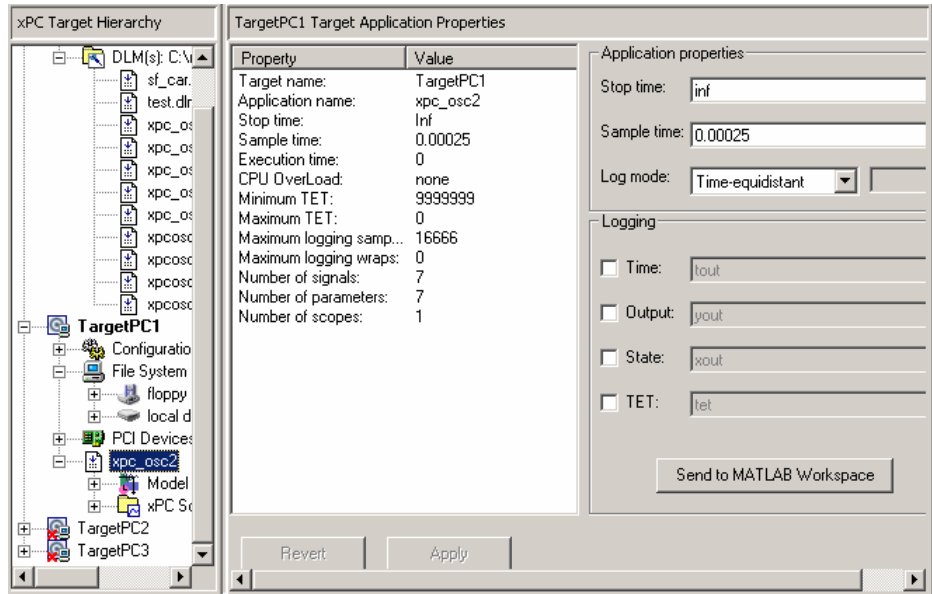 xPC Target Hierarchy
DLM(s): C:\
sf_car.
test.dlm
xpc_os
xpc_os
xpc_os
xpc_os
xpc_os
xpcosc
xpcosc
xpcosc
xpcosc
TargetPC1
Configuratio
File System
floppy
local d
PCI Devices
xpc_osc2
Model
xPC Sc
TargetPC2
TargetPC3
TargetPC1 Target Application Properties
Property Value
Target name: TargetPC1
Application name: xpc_osc2
Stop time: Inf
Sample time: 0.00025
Execution time: 0
CPU OverLoad: none
Minimum TET: 9999999
Maximum TET: 0
Maximum logging samp... 16666
Maximum logging wraps: 0
Number of signals: 7
Number of parameters: 7
Number of scopes: 1
Revert Apply
Application properties
Stop time: inf
Sample time: 0.00025
Log mode: Time-equidistant
Logging
Time: tout
Output: yout
State: xout
TET: tet
Send to MATLAB Workspace